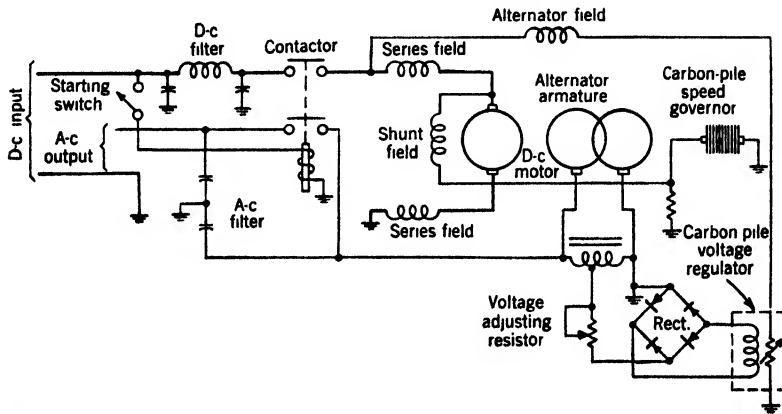 Alternator field
D-c
filter
Contactor
Series field
Alternator
armature
Carbon-pile
speed
governor
Starting
switch
D-c input
A-c
output
Shunt
field
D-c
motor
A-c
filter
Series field
Carbon pile
voltage
regulator
Voltage
adjusting
resistor
Rect.